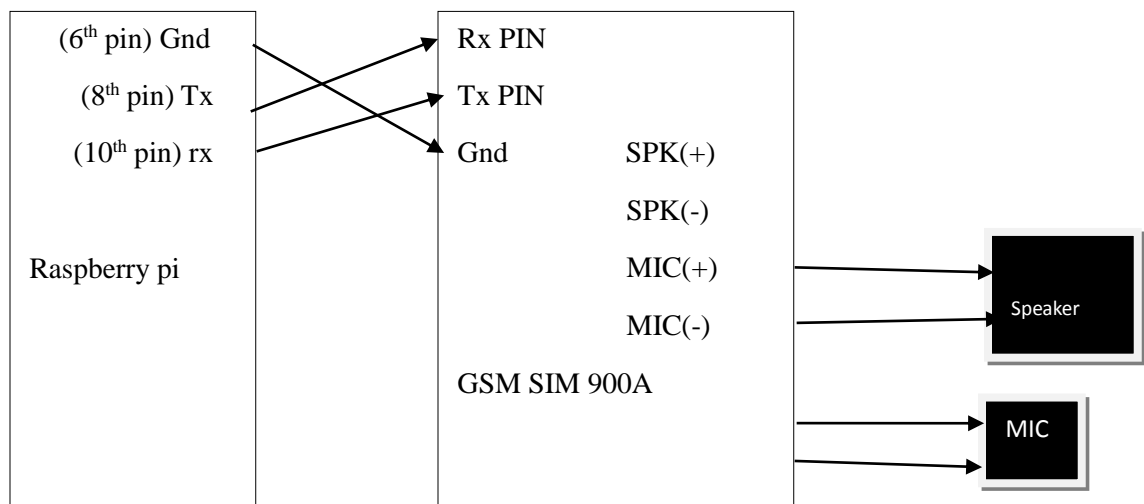 (6th pin) Gnd
(8th pin) Tx
(10th pin) rx
Raspberry pi
Rx PIN
Tx PIN
Gnd
SPK(+)
SPK(-)
MIC(+)
MIC(-)
GSM SIM 900A
Speaker
MIC